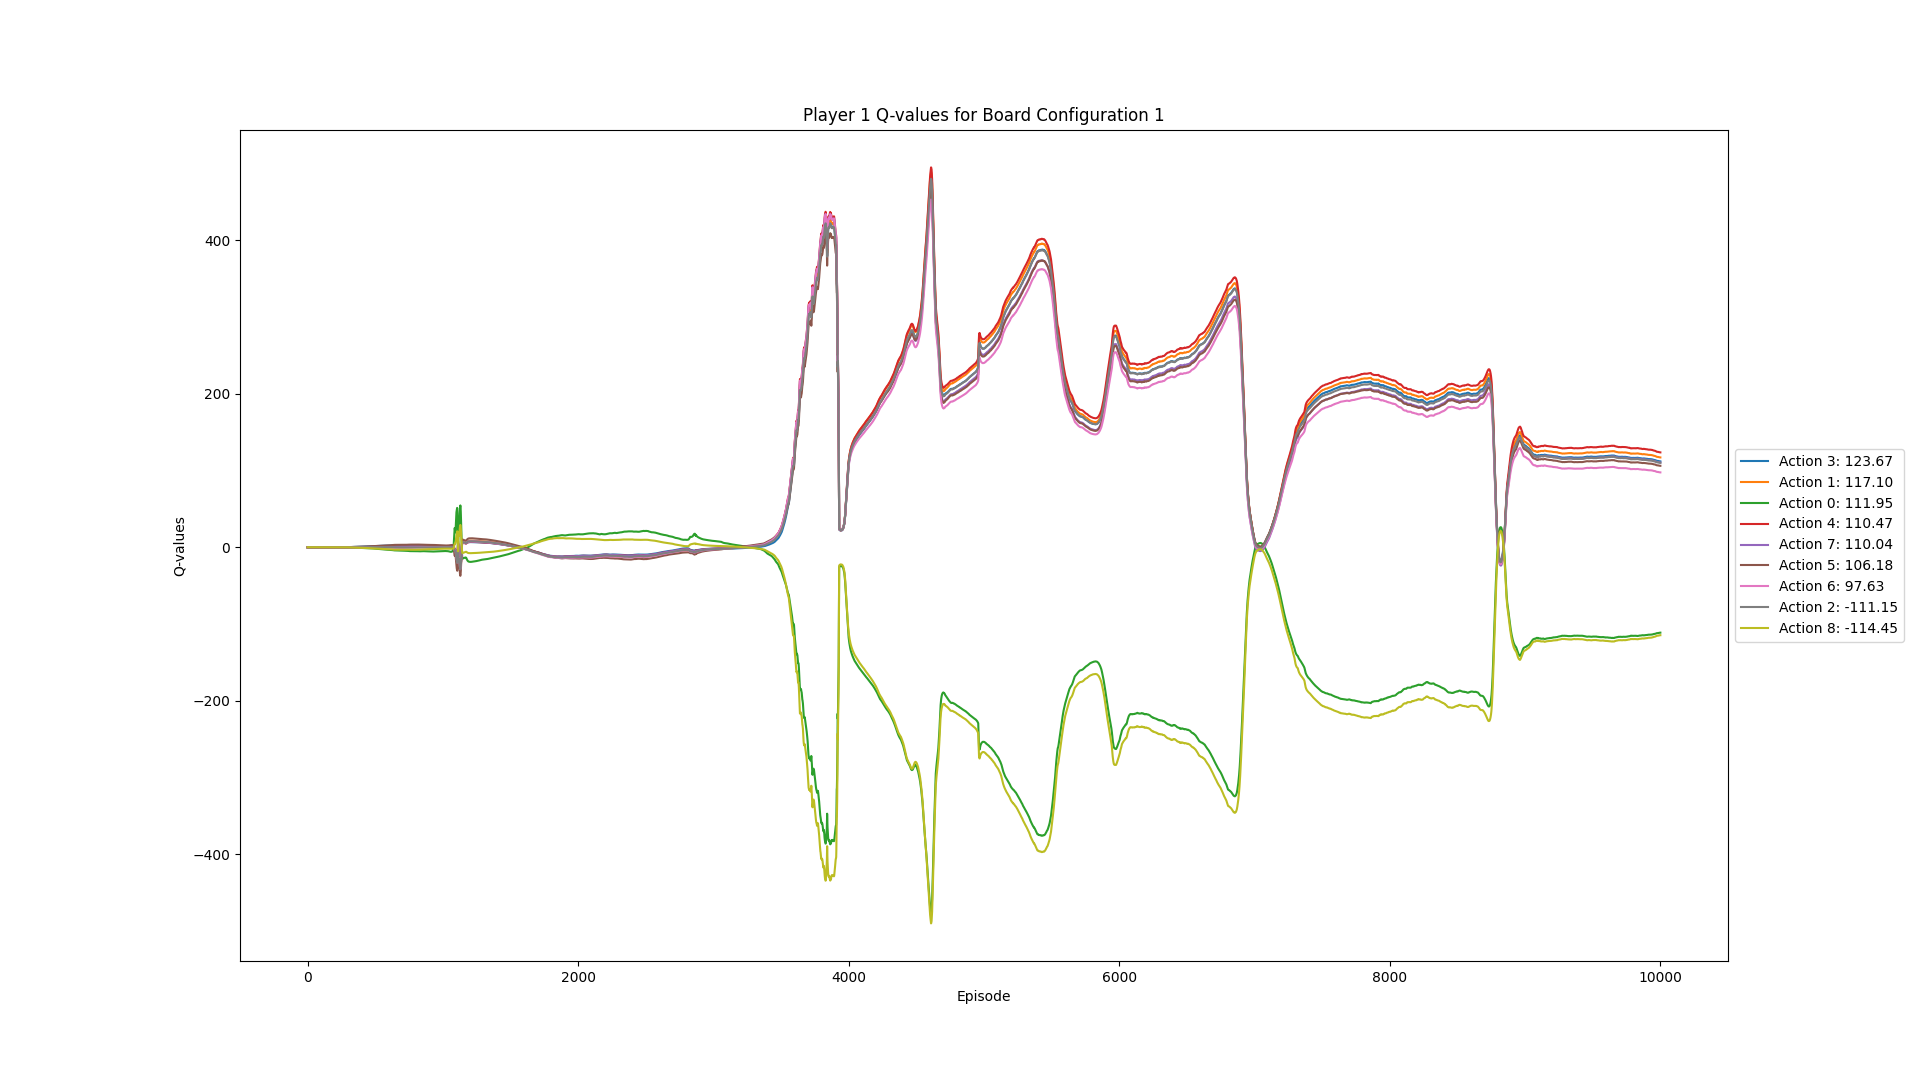 Player 1 Q-values for Board Configuration 1
Q-values
400
200
0
−200
−400
0
2000
4000
6000
8000
10000
Episode
Action 3: 123.67
Action 1: 117.10
Action 0: 111.95
Action 4: 110.47
Action 7: 110.04
Action 5: 106.18
Action 6: 97.63
Action 2: -111.15
Action 8: -114.45